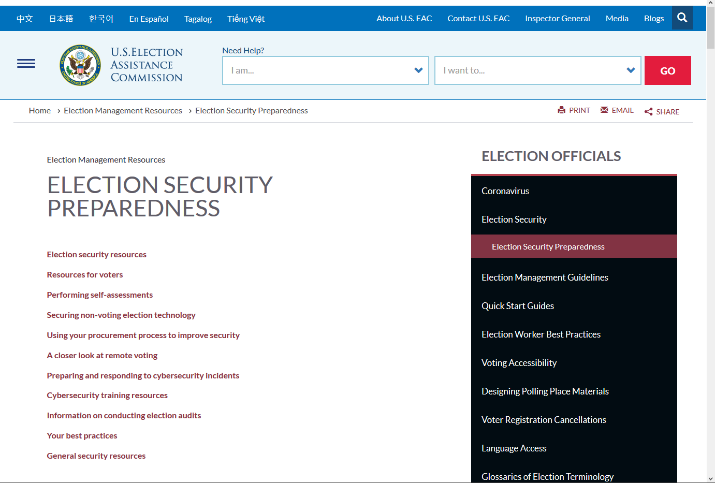 中文 日本語 한국어 En Español Tagalog Tiếng Việt About U.S. EAC Contact U.S. EAC Inspector General Media Blogs
U.S. ELECTION
ASSISTANCE
COMMISSION
Need Help?
I am... I want to... GO
Home › Election Management Resources › Election Security Preparedness PRINT EMAIL SHARE
Election Management Resources
ELECTION SECURITY
PREPAREDNESS
Election security resources
Resources for voters
Performing self-assessments
Securing non-voting election technology
Using your procurement process to improve security
A closer look at remote voting
Preparing and responding to cybersecurity incidents
Cybersecurity training resources
Information on conducting election audits
Your best practices
General security resources
ELECTION OFFICIALS
Coronavirus
Election Security
Election Security Preparedness
Election Management Guidelines
Quick Start Guides
Election Worker Best Practices
Voting Accessibility
Designing Polling Place Materials
Voter Registration Cancellations
Language Access
Glossaries of Election Terminology